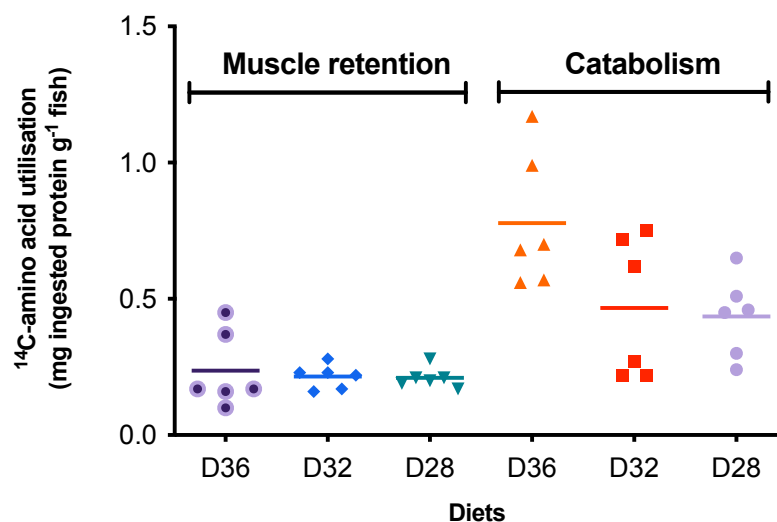 1.5
Muscle retention
Catabolism
1.0
0.5
0.0
¹⁴C-amino acid utilisation
(mg ingested protein g⁻¹ fish)
D36
D32
D28
D36
D32
D28
Diets